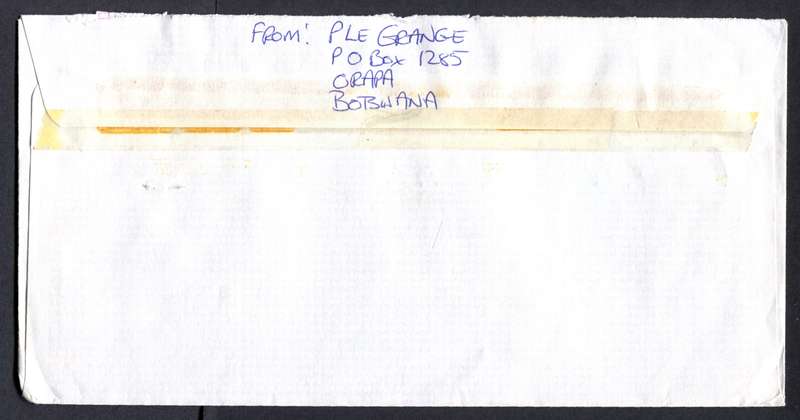 FROM: P LE GRANGE
P O Box 1285
ORAPA
BOTSWANA